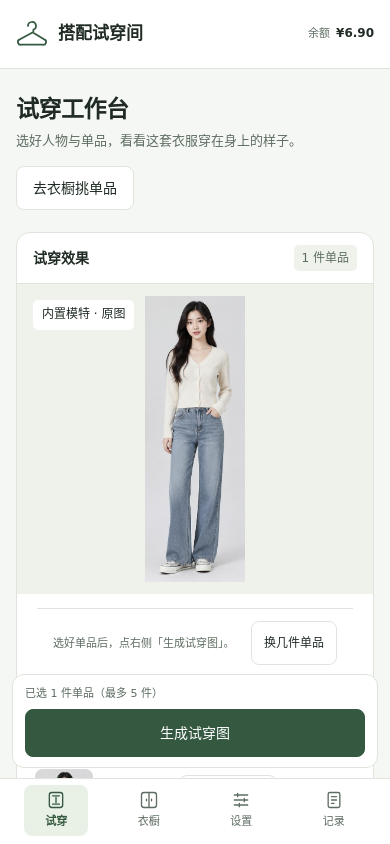 搭配试穿间
余额 ¥6.90
试穿工作台
选好人物与单品，看看这套衣服穿在身上的样子。
去衣橱挑单品
试穿效果
1 件单品
内置模特 · 原图
选好单品后，点右侧「生成试穿图」。
换几件单品
已选 1 件单品（最多 5 件）
生成试穿图
试穿
衣橱
设置
记录